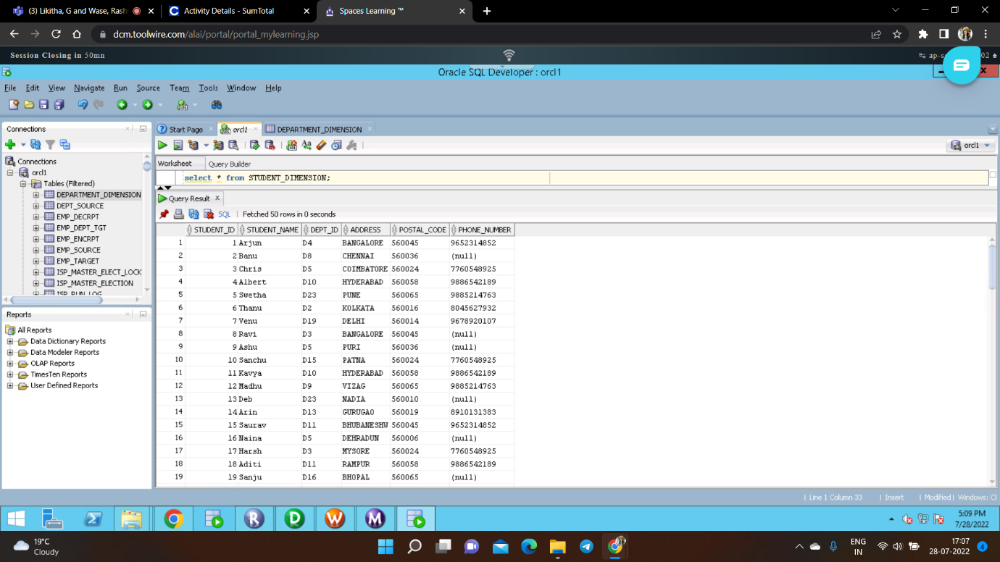 (3) Likitha, G and Wase, Rash
Activity Details - SumTotal
Spaces Learning ™
dcm.toolwire.com/alai/portal/portal_mylearning.jsp
Session Closing in 50mn
02
Oracle SQL Developer : orcl1
File Edit View Navigate Run Source Team Tools Window Help
Connections
Start Page orcl1 DEPARTMENT_DIMENSION
orcl1
Worksheet Query Builder
select * from STUDENT_DIMENSION;
Connections
orcl1
Tables (Filtered)
DEPARTMENT_DIMENSION
DEPT_SOURCE
EMP_DECRPT
EMP_DEPT_TGT
EMP_ENCRPT
EMP_SOURCE
EMP_TARGET
ISP_MASTER_ELECT_LOCK
ISP_MASTER_ELECTION
ISP_RUN_LOG
Reports
All Reports
Data Dictionary Reports
Data Modeler Reports
OLAP Reports
TimesTen Reports
User Defined Reports
Query Result
SQL | Fetched 50 rows in 0 seconds
STUDENT_ID STUDENT_NAME DEPT_ID ADDRESS POSTAL_CODE PHONE_NUMBER
1 1 Arjun D4 BANGALORE 560045 9652314852
2 2 Banu D8 CHENNAI 560036 (null)
3 3 Chris D5 COIMBATORE 560024 7760548925
4 4 Albert D10 HYDERABAD 560058 9886542189
5 5 Swetha D23 PUNE 560065 9885214763
6 6 Thanu D2 KOLKATA 560016 8045627932
7 7 Venu D19 DELHI 560014 9678920107
8 8 Ravi D3 BANGALORE 560045 (null)
9 9 Ashu D5 PURI 560036 (null)
10 10 Sanchu D15 PATNA 560024 7760548925
11 11 Kavya D10 HYDERABAD 560058 9886542189
12 12 Madhu D9 VIZAG 560065 9885214763
13 13 Deb D23 NADIA 560010 (null)
14 14 Arin D13 GURUGAO 560019 8910131383
15 15 Saurav D11 BHUBANESHW 560045 9652314852
16 16 Naina D5 DEHRADUN 560006 (null)
17 17 Harsh D3 MYSORE 560024 7760548925
18 18 Aditi D11 RAMPUR 560058 9886542189
19 19 Sanju D16 BHOPAL 560065 (null)
| Line 1 Column 33 | Insert | Modified | Windows: CF
5:09 PM
7/28/2022
19°C
Cloudy
ENG
IN
17:07
28-07-2022
4